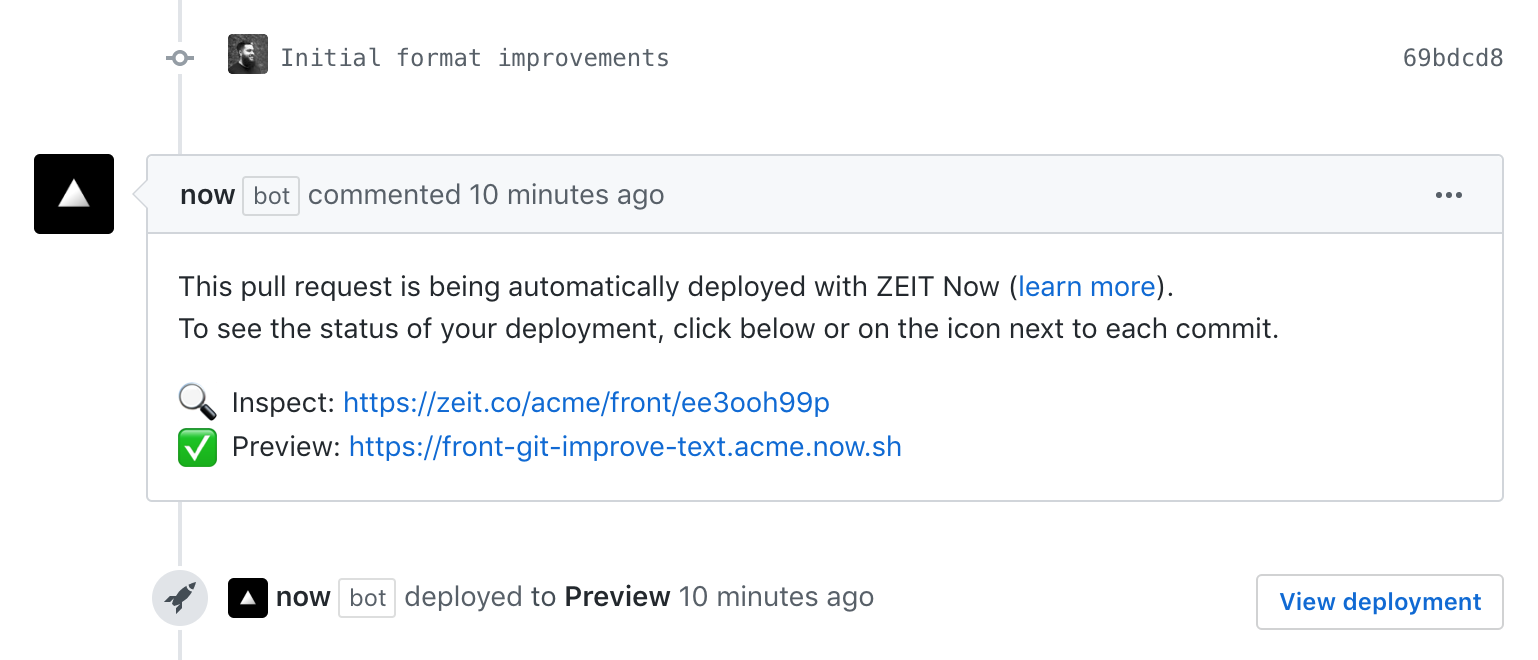 Initial format improvements 69bdcd8
now bot commented 10 minutes ago
This pull request is being automatically deployed with ZEIT Now (learn more).
To see the status of your deployment, click below or on the icon next to each commit.
🔍 Inspect: https://zeit.co/acme/front/ee3ooh99p
✅ Preview: https://front-git-improve-text.acme.now.sh
now bot deployed to Preview 10 minutes ago View deployment